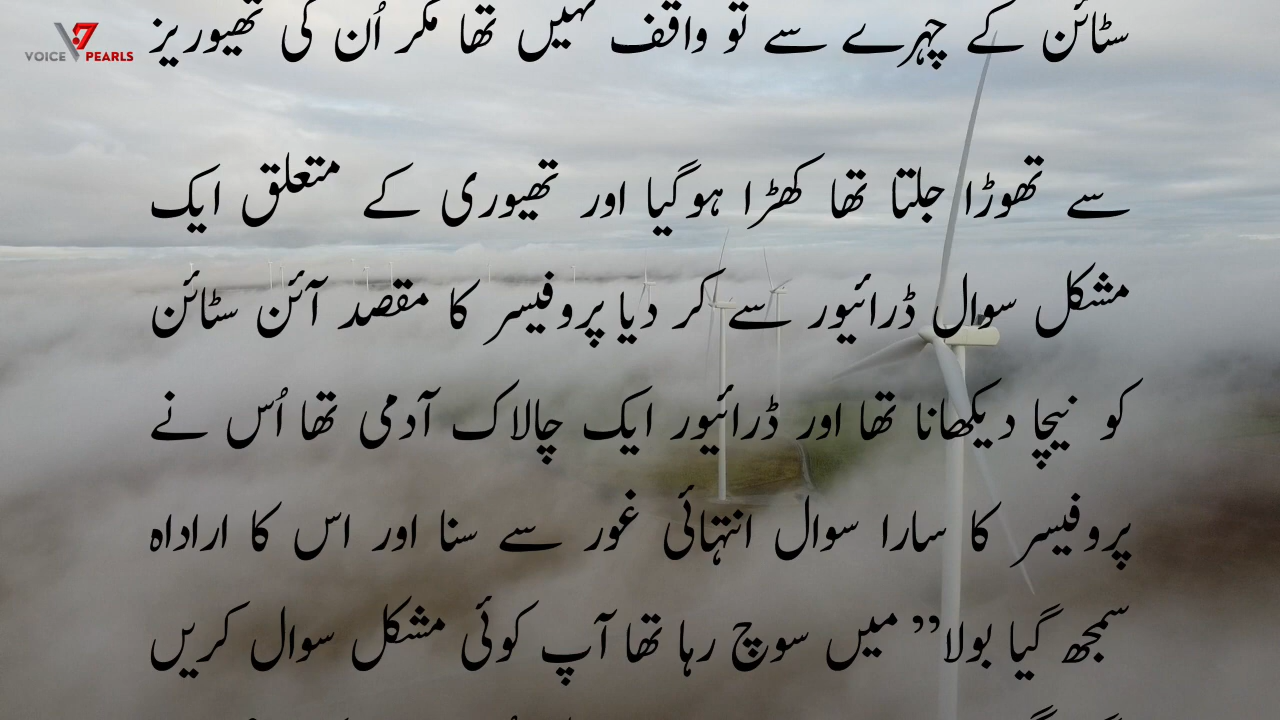 VOICE PEARLS
سٹائن کے چہرے سے تو واقف نہیں تھا مگر اُن کی تھیوریز
سے تھوڑا جلتا تھا کھڑا ہوگیا اور تھیوری کے متعلق ایک
مشکل سوال ڈرائیور سے کر دیا پروفیسر کا مقصد آئن سٹائن
کو نیچا دیکھانا تھا اور ڈرائیور ایک چالاک آدمی تھا اُس نے
پروفیسر کا سارا سوال انتہائی غور سے سنا اور اس کا اراداہ
سمجھ گیا بولا” میں سوچ رہا تھا آپ کوئی مشکل سوال کریں